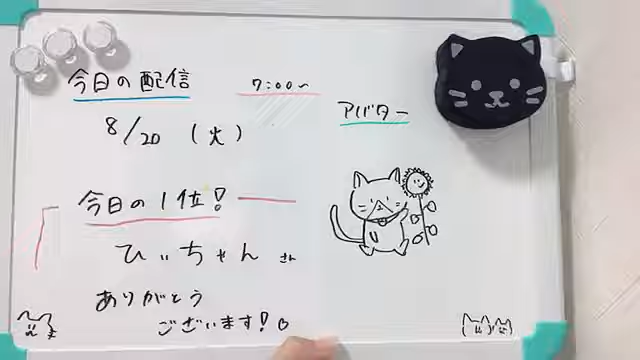 今日の配信
7:00〜
8/20 (火)
アバター
今日の1位!
ひぃちゃん さん
ありがとう
ございます!